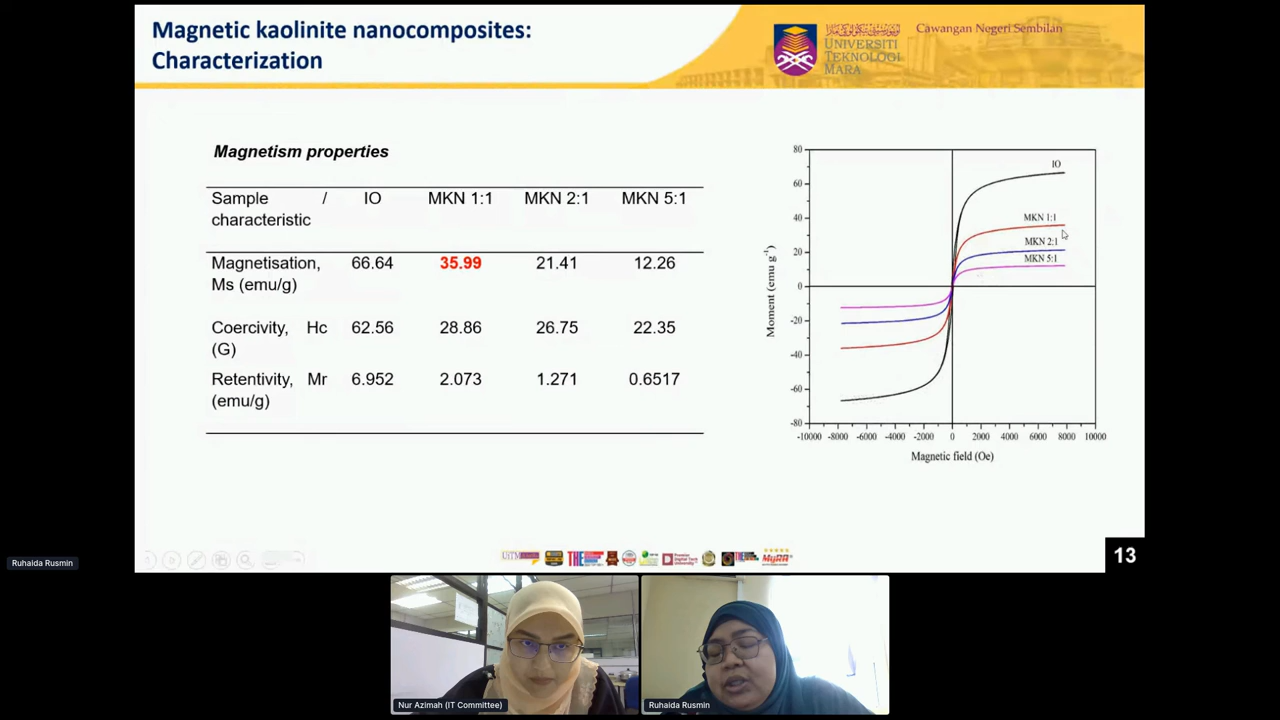 Magnetic kaolinite nanocomposites:
Characterization
UNIVERSITI
TEKNOLOGI
MARA
Cawangan Negeri Sembilan
Magnetism properties
Sample / characteristic IO MKN 1:1 MKN 2:1 MKN 5:1
Magnetisation, Ms (emu/g) 66.64 35.99 21.41 12.26
Coercivity, Hc (G) 62.56 28.86 26.75 22.35
Retentivity, Mr (emu/g) 6.952 2.073 1.271 0.6517
Moment (emu g⁻¹)
80
60
40
20
0
-20
-40
-60
-80
IO
MKN 1:1
MKN 2:1
MKN 5:1
-10000 -8000 -6000 -4000 -2000 0 2000 4000 6000 8000 10000
Magnetic field (Oe)
13
Ruhaida Rusmin
Nur Azimah (IT Committee)
Ruhaida Rusmin